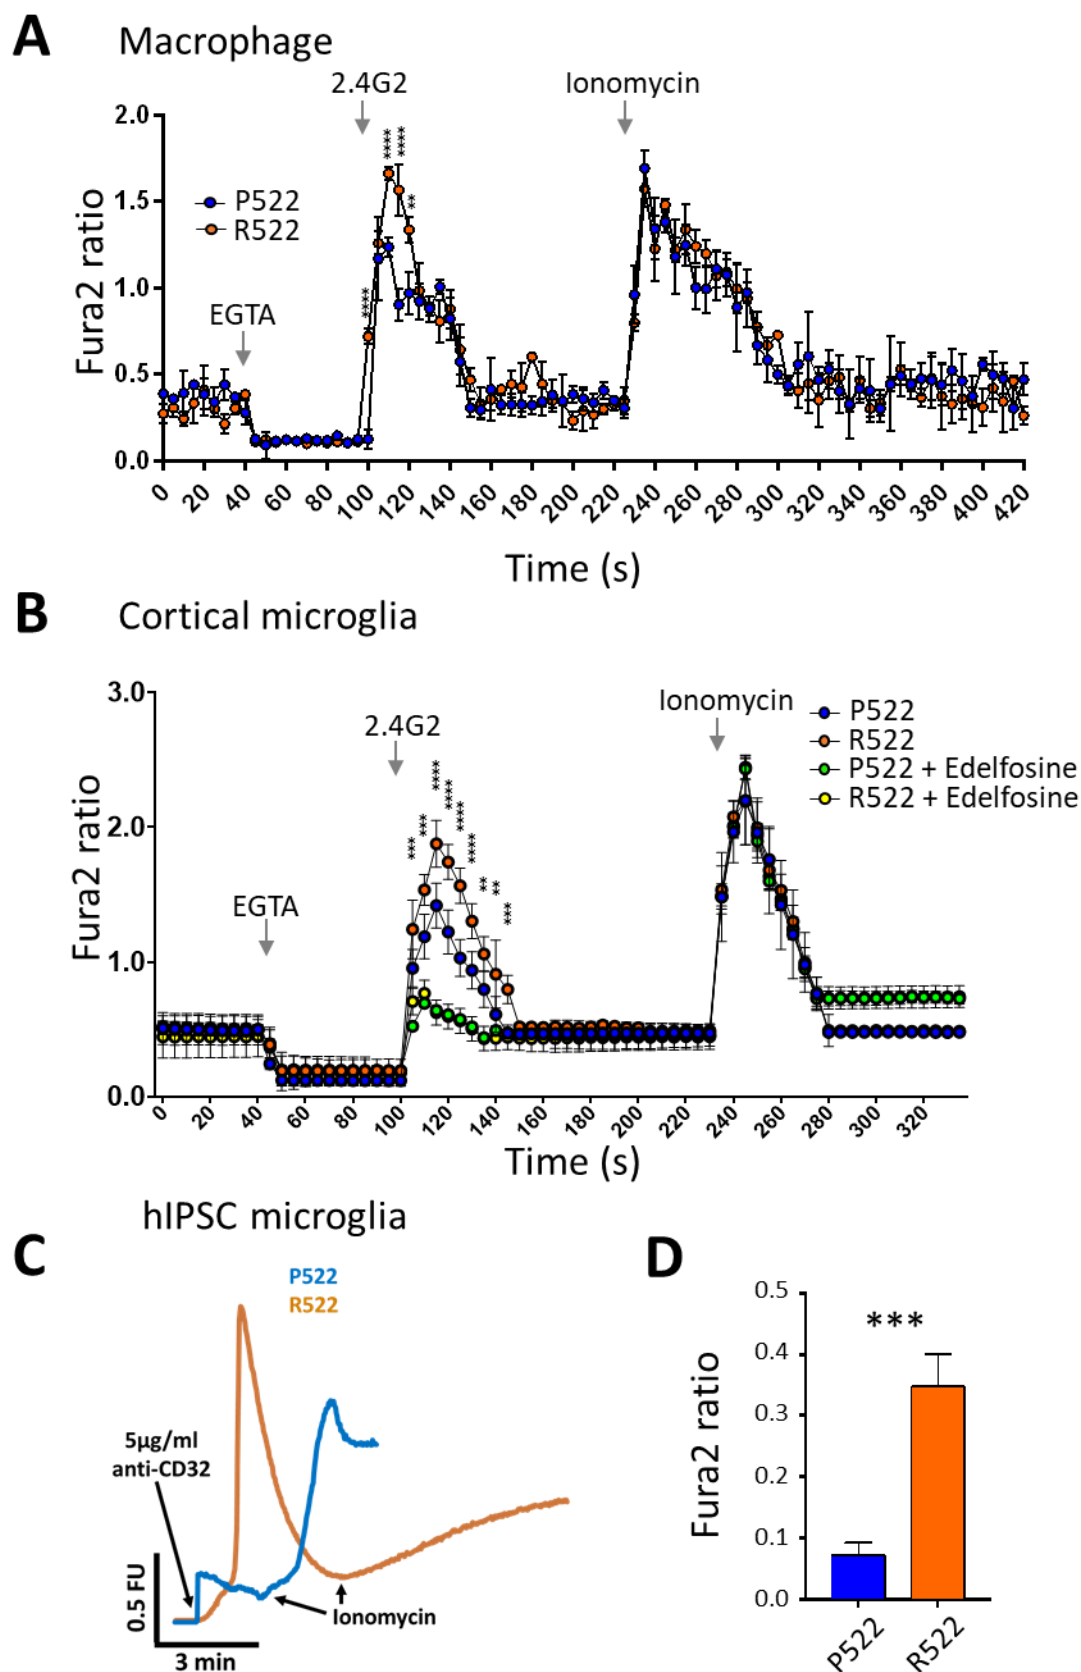 A Macrophage
2.4G2
Ionomycin
EGTA
P522
R522
**** **** **** **
Fura2 ratio
2.0
1.5
1.0
0.5
0.0
0 20 40 60 80 100 120 140 160 180 200 220 240 260 280 300 320 340 360 380 400 420
Time (s)
B Cortical microglia
2.4G2
Ionomycin
EGTA
P522
R522
P522 + Edelfosine
R522 + Edelfosine
*** *** **** **** **** **** ** ** ***
Fura2 ratio
3.0
2.0
1.0
0.0
0 20 40 60 80 100 120 140 160 180 200 220 240 260 280 300 320
Time (s)
hIPSC microglia
C
P522
R522
5µg/ml
anti-CD32
Ionomycin
0.5 FU
3 min
D
Fura2 ratio
0.5
0.4
0.3
0.2
0.1
0.0
***
P522 R522